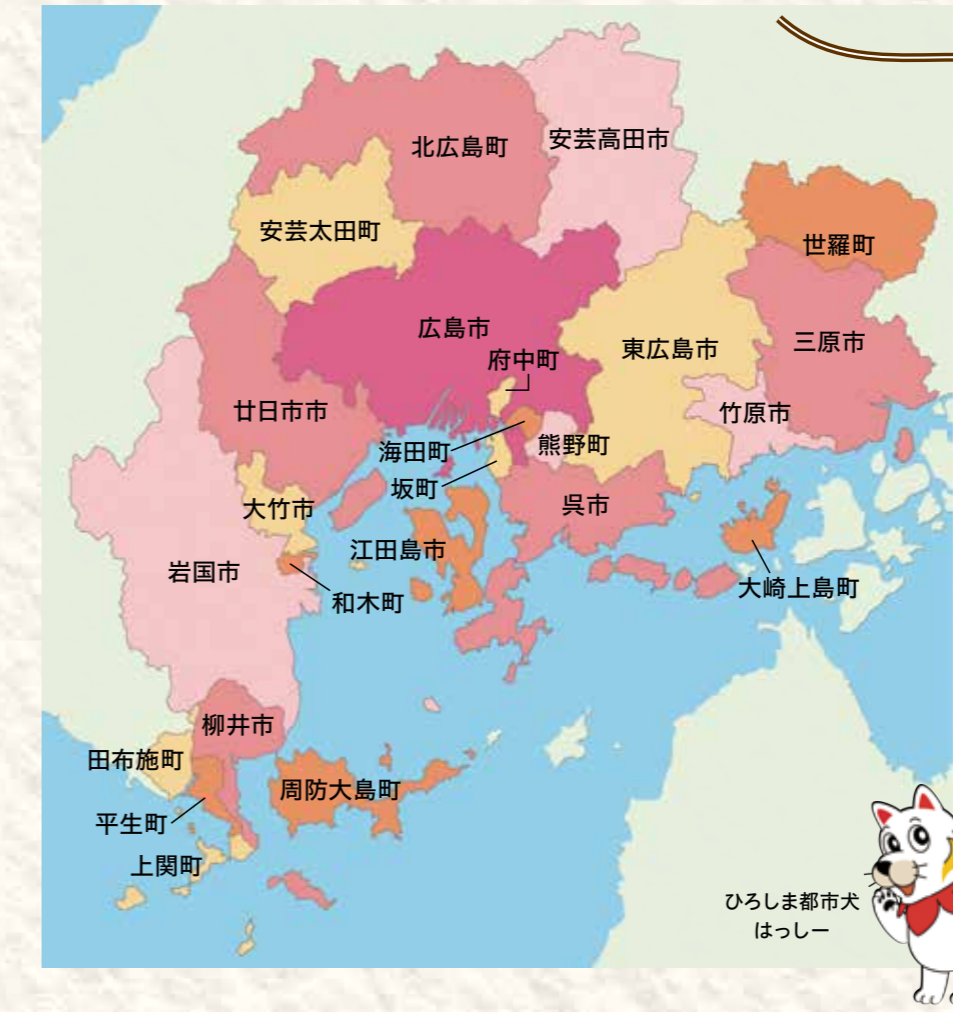 北広島町
安芸高田市
安芸太田町
世羅町
広島市
東広島市
三原市
府中町
廿日市市
竹原市
海田町
熊野町
坂町
呉市
大竹市
江田島市
岩国市
大崎上島町
和木町
柳井市
田布施町
周防大島町
平生町
上関町
ひろしま都市犬
はっしー